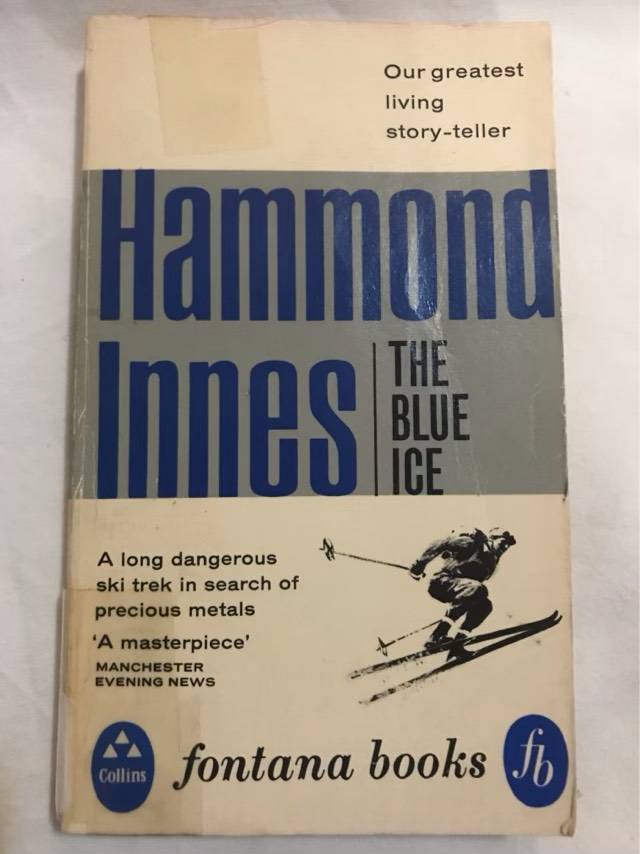 Our greatest
living
story-teller
Hammond
Innes
THE
BLUE
ICE
A long dangerous
ski trek in search of
precious metals
'A masterpiece'
MANCHESTER
EVENING NEWS
Collins
fontana books
fb